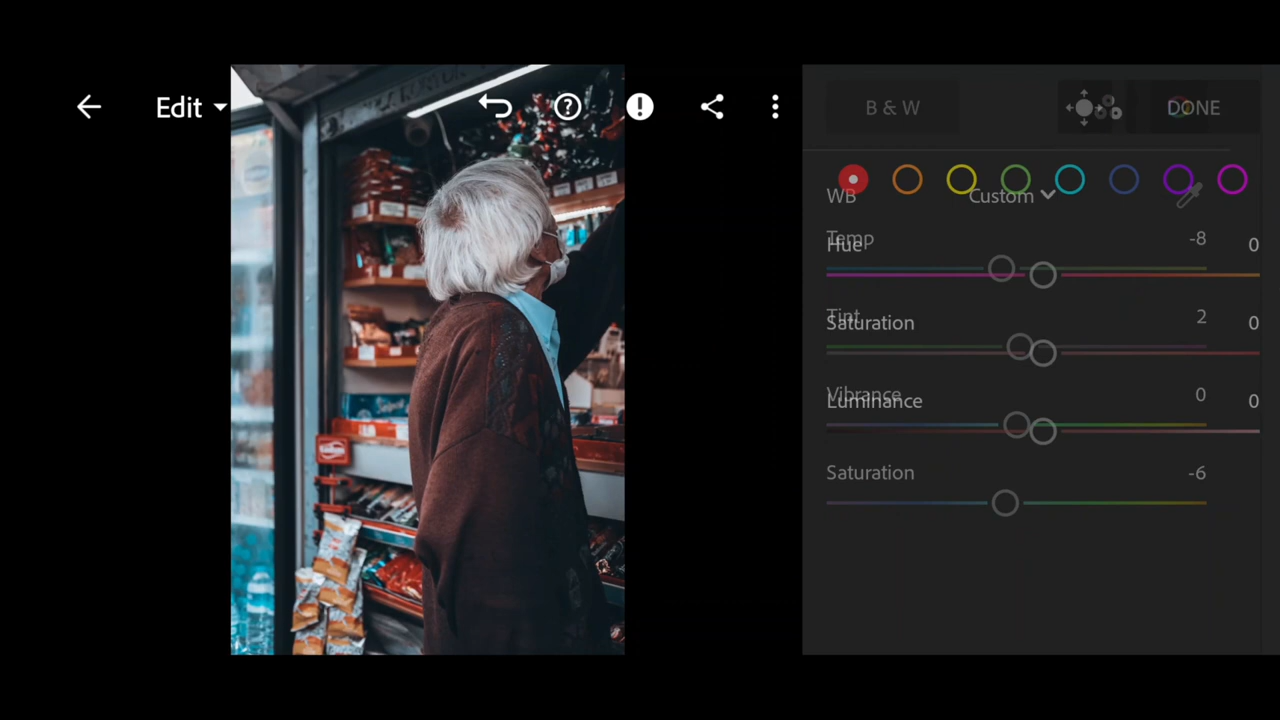 Edit
B & W
DONE
WB
Custom
Temp
-8
Hue
0
Tint
2
Saturation
0
Vibrance
0
Luminance
0
Saturation
-6